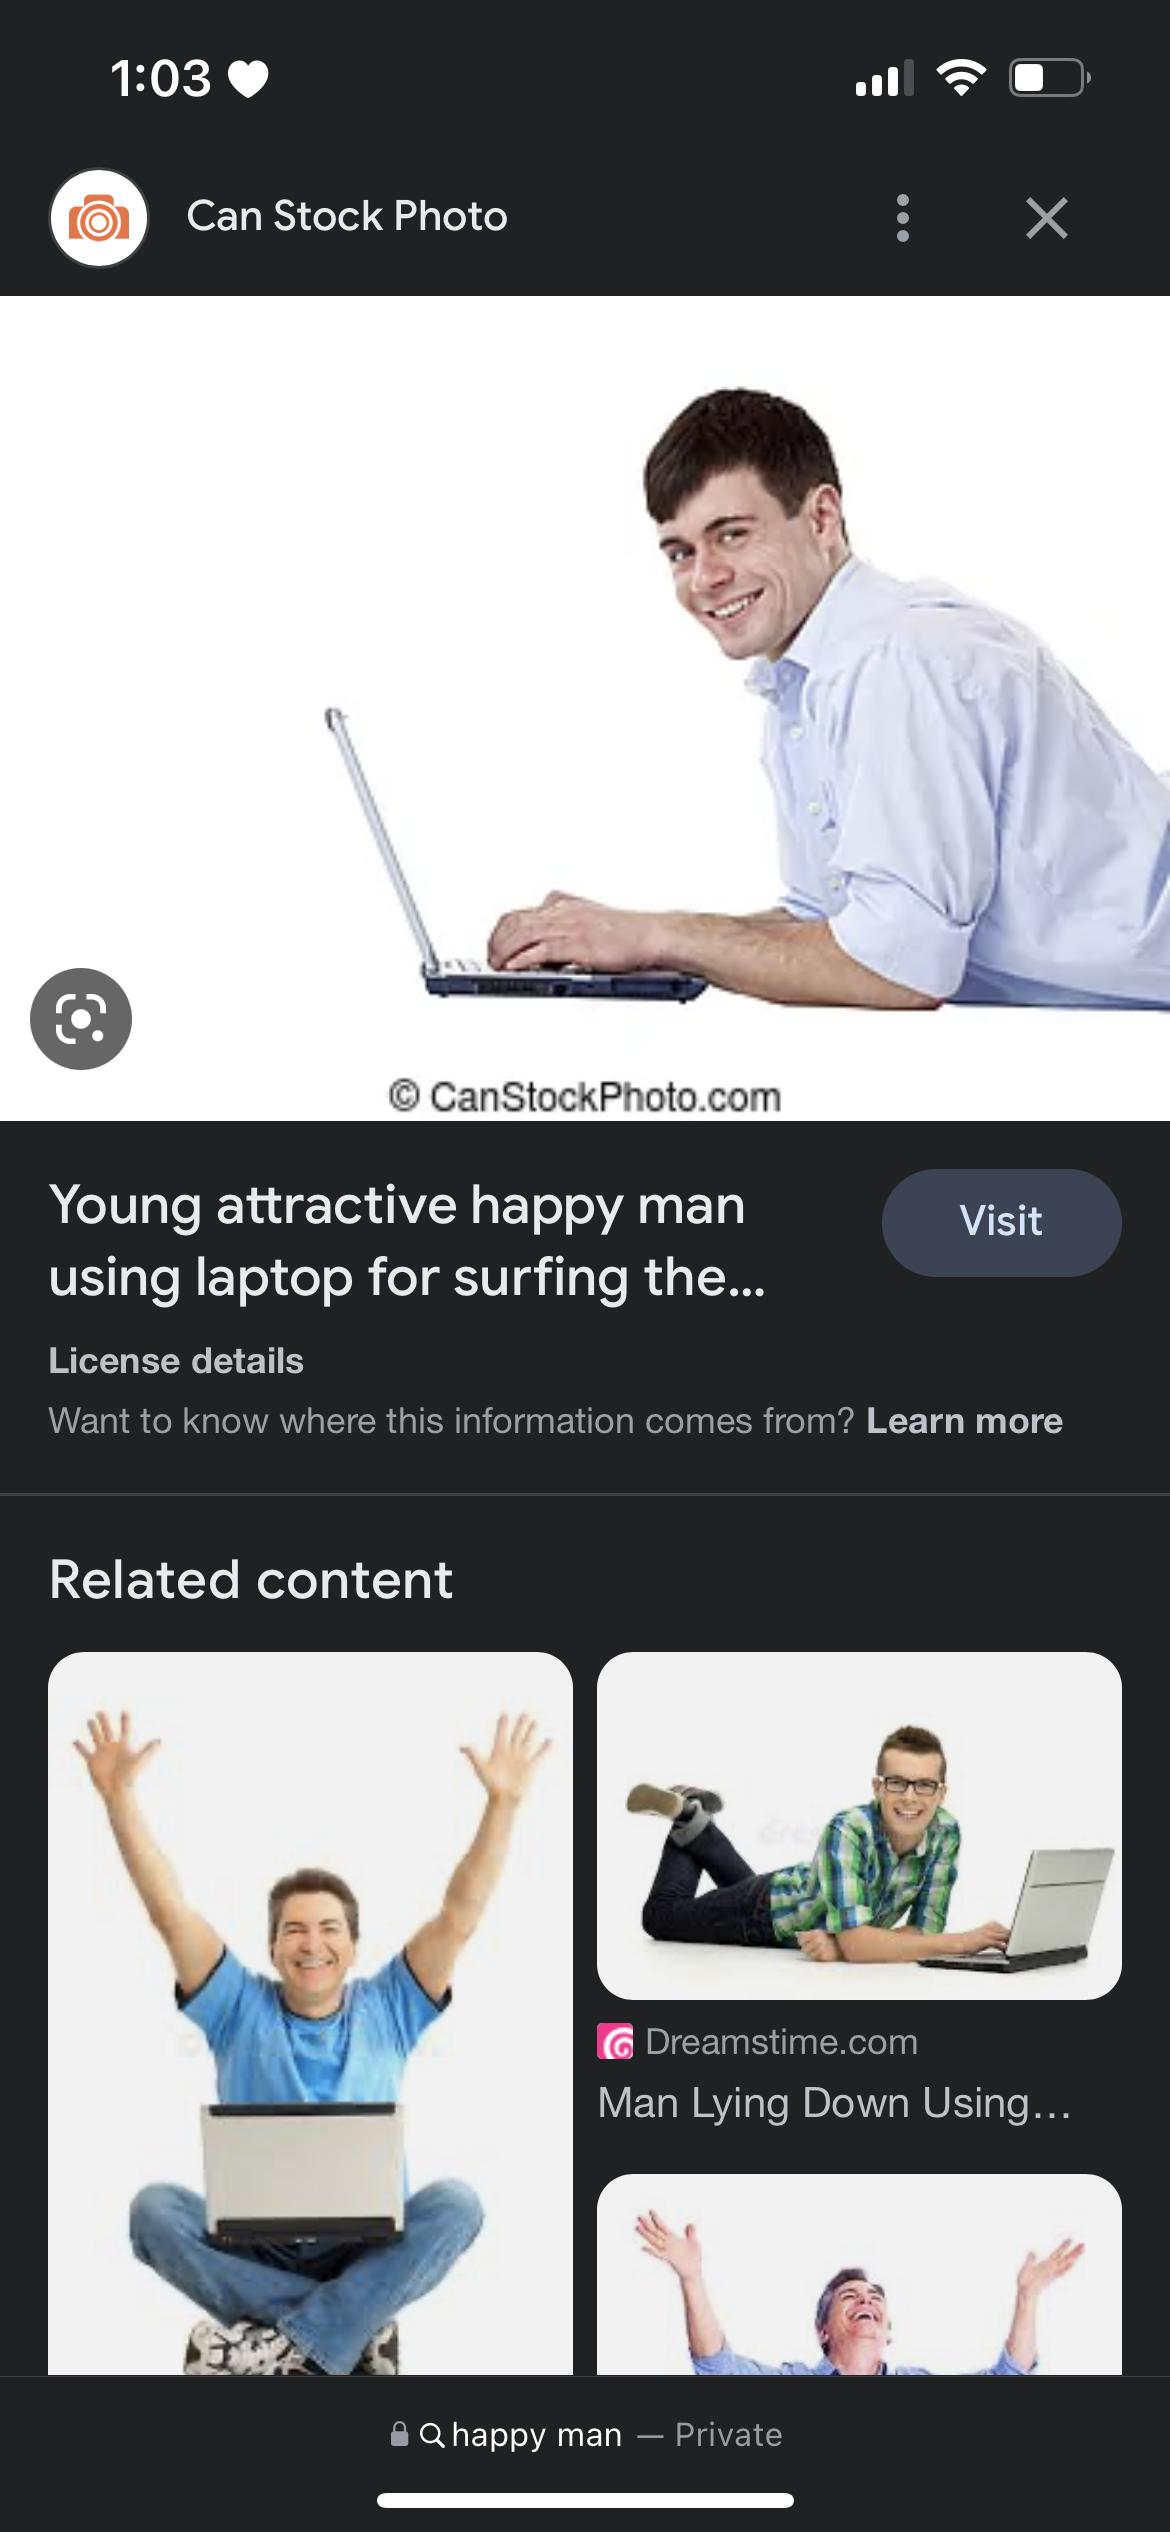 1:03
Can Stock Photo
© CanStockPhoto.com
Young attractive happy man
using laptop for surfing the...
Visit
License details
Want to know where this information comes from? Learn more
Related content
Dreamstime.com
Man Lying Down Using...
happy man — Private